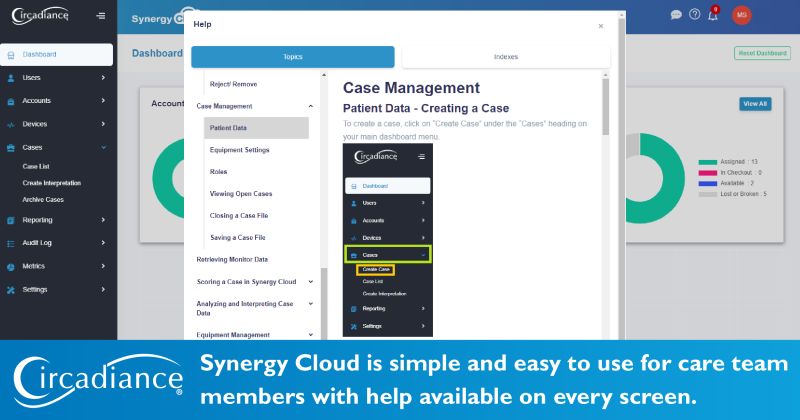 Circadiance
Dashboard
Users
Accounts
Devices
Cases
Case List
Create Interpretation
Archive Cases
Reporting
Audit Log
Metrics
Settings
Synergy Clou
Dashboard
Account
9
MS
Reset Dashboard
View All
Assigned : 13
In Checkout : 0
Available : 2
Lost or Broken : 5
Help
×
Topics
Indexes
Reject/ Remove
Case Management
Patient Data
Equipment Settings
Roles
Viewing Open Cases
Closing a Case File
Saving a Case File
Retrieving Monitor Data
Scoring a Case in Synergy Cloud
Analyzing and Interpreting Case
Data
Equipment Management
Case Management
Patient Data - Creating a Case
To create a case, click on "Create Case" under the "Cases" heading on
your main dashboard menu.
Circadiance
Dashboard
Users
Accounts
Devices
Cases
Create Case
Case List
Create Interpretation
Reporting
Settings
Circadiance®
Synergy Cloud is simple and easy to use for care team
members with help available on every screen.